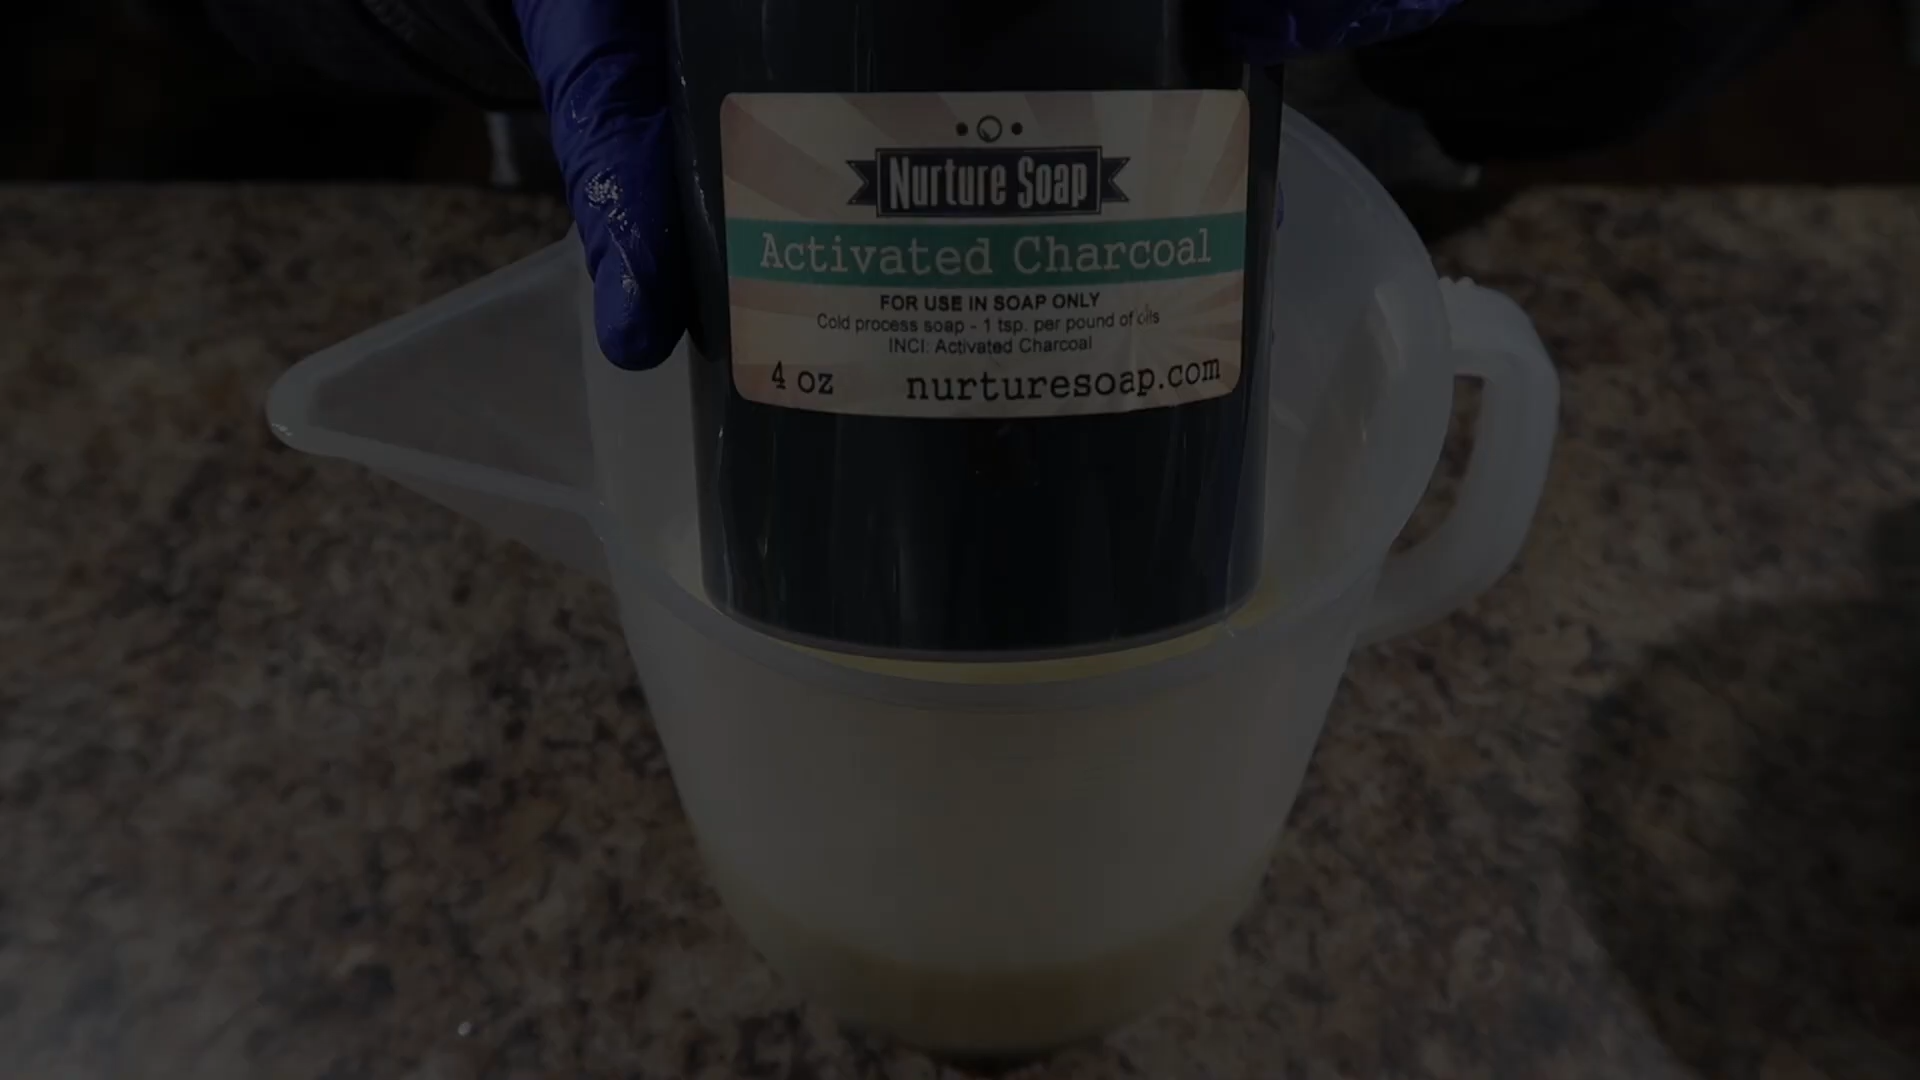 Nurture Soap
Activated Charcoal
FOR USE IN SOAP ONLY
Cold process soap - 1 tsp. per pound of oils
INCI: Activated Charcoal
4 oz nurturesoap.com